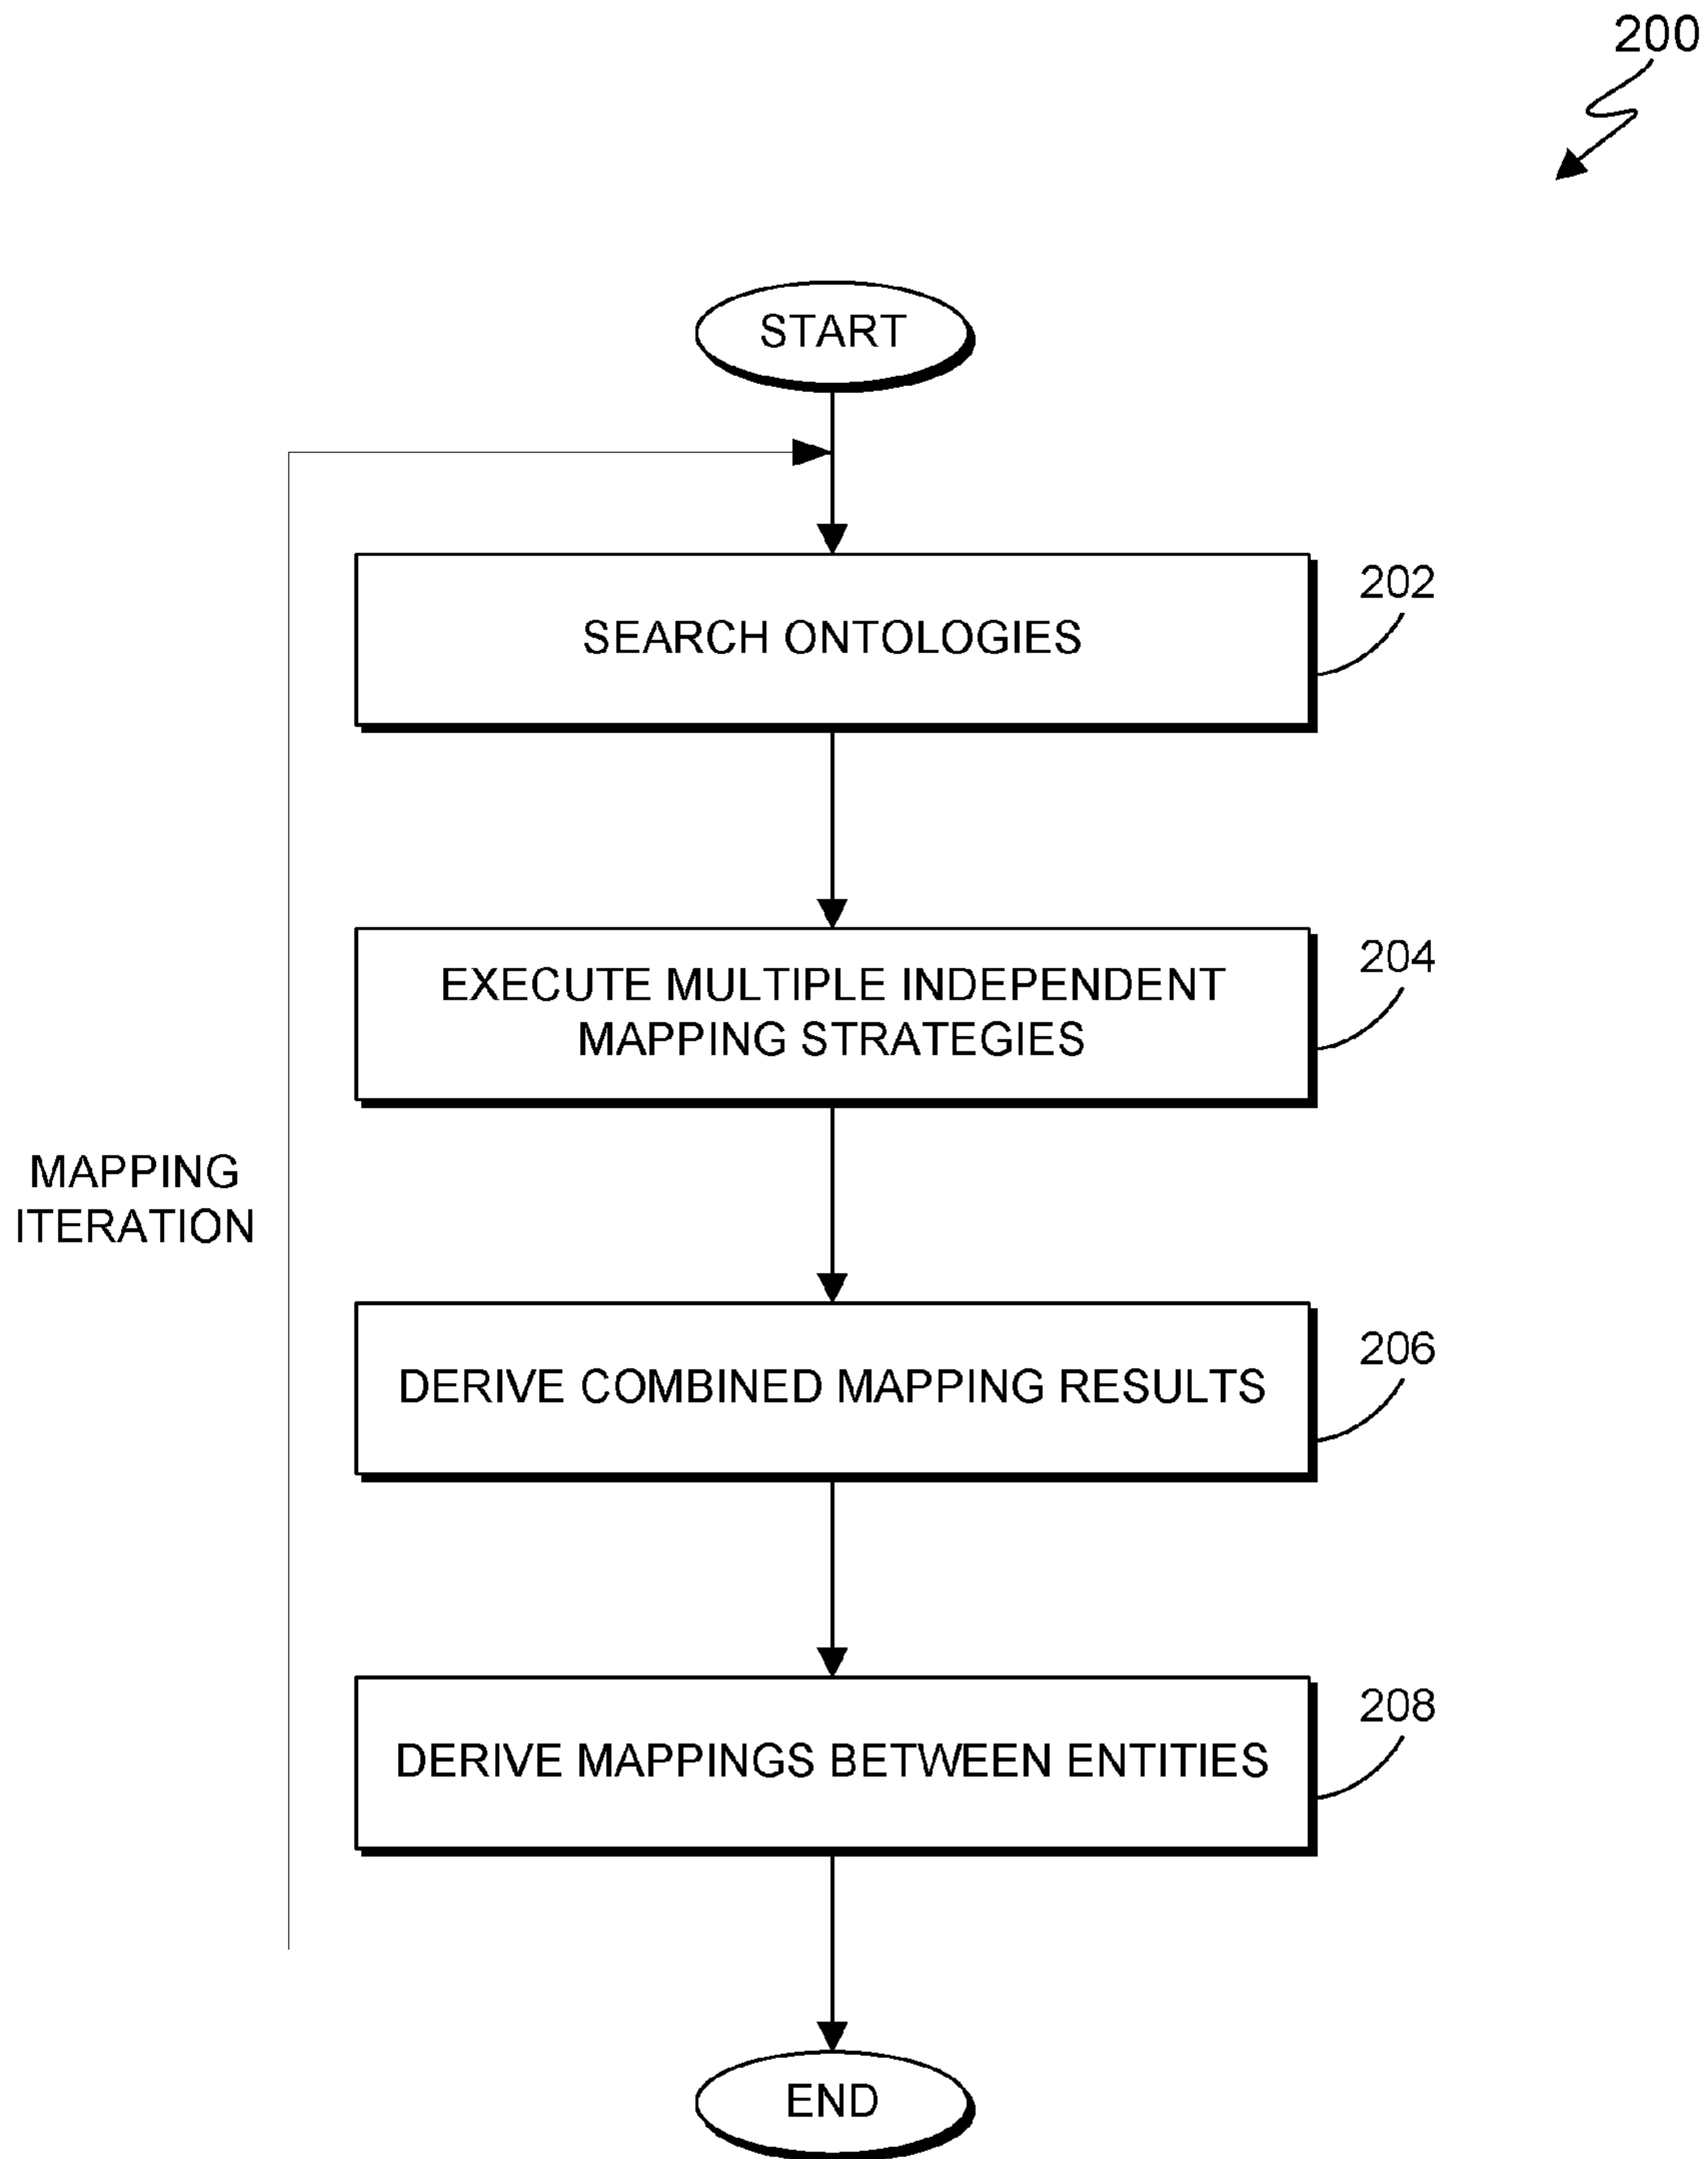 200
START
SEARCH ONTOLOGIES
202
EXECUTE MULTIPLE INDEPENDENT
MAPPING STRATEGIES
204
MAPPING
ITERATION
DERIVE COMBINED MAPPING RESULTS
206
DERIVE MAPPINGS BETWEEN ENTITIES
208
END